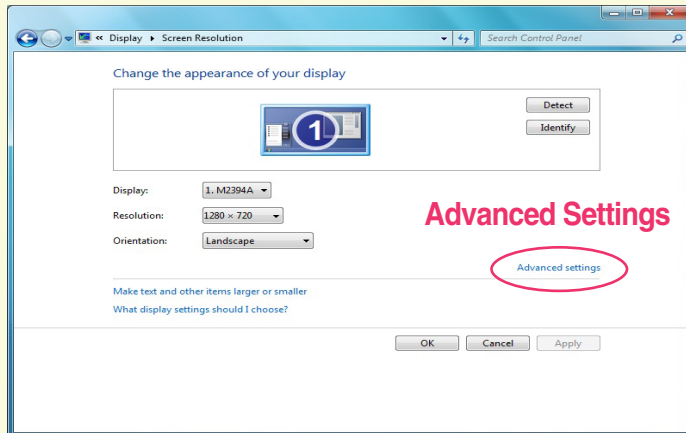 « Display ▸ Screen Resolution
Search Control Panel
Change the appearance of your display
1
Detect
Identify
Display: 1. M2394A
Resolution: 1280 × 720
Advanced Settings
Orientation: Landscape
Advanced settings
Make text and other items larger or smaller
What display settings should I choose?
OK Cancel Apply